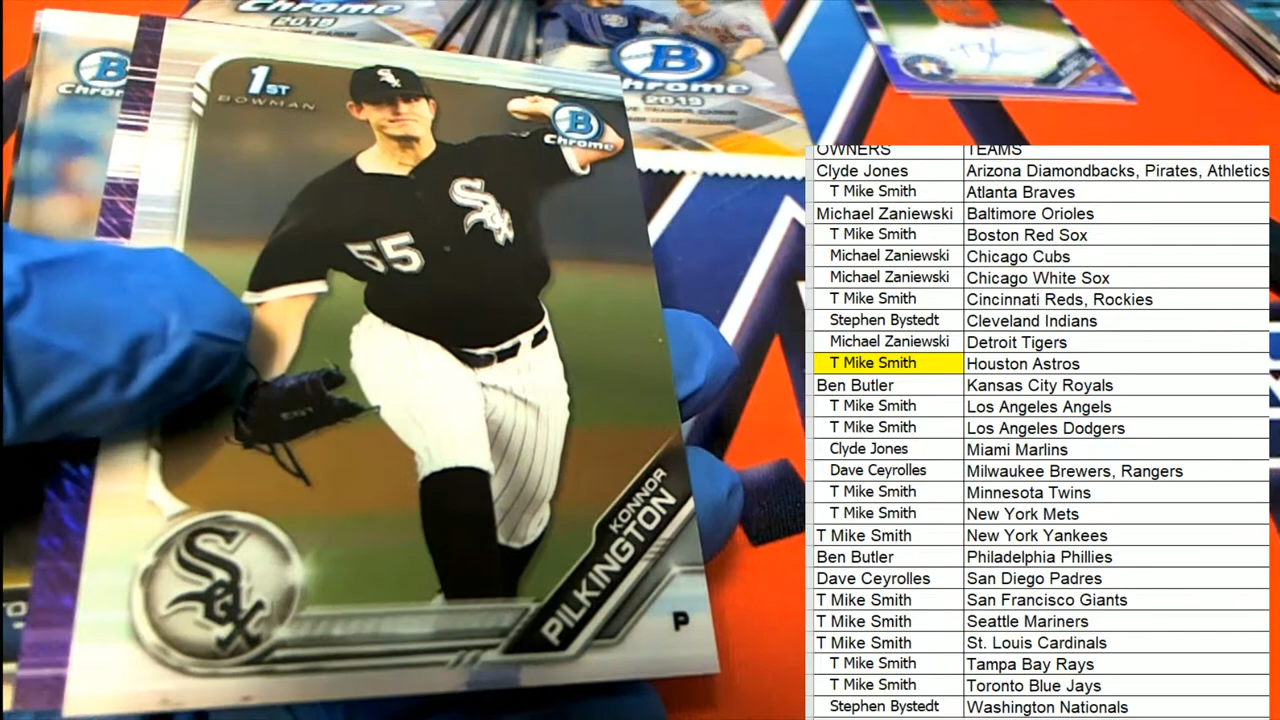 Chrome
2019
B
Chrome
2019
B
Chrome
1ST
BOWMAN
B
Chrome
Sox
Sox
55
KONNOR
PILKINGTON
Sox
P
OWNERS TEAMS
Clyde Jones Arizona Diamondbacks, Pirates, Athletics
T Mike Smith Atlanta Braves
Michael Zaniewski Baltimore Orioles
T Mike Smith Boston Red Sox
Michael Zaniewski Chicago Cubs
Michael Zaniewski Chicago White Sox
T Mike Smith Cincinnati Reds, Rockies
Stephen Bystedt Cleveland Indians
Michael Zaniewski Detroit Tigers
T Mike Smith Houston Astros
Ben Butler Kansas City Royals
T Mike Smith Los Angeles Angels
T Mike Smith Los Angeles Dodgers
Clyde Jones Miami Marlins
Dave Ceyrolles Milwaukee Brewers, Rangers
T Mike Smith Minnesota Twins
T Mike Smith New York Mets
T Mike Smith New York Yankees
Ben Butler Philadelphia Phillies
Dave Ceyrolles San Diego Padres
T Mike Smith San Francisco Giants
T Mike Smith Seattle Mariners
T Mike Smith St. Louis Cardinals
T Mike Smith Tampa Bay Rays
T Mike Smith Toronto Blue Jays
Stephen Bystedt Washington Nationals